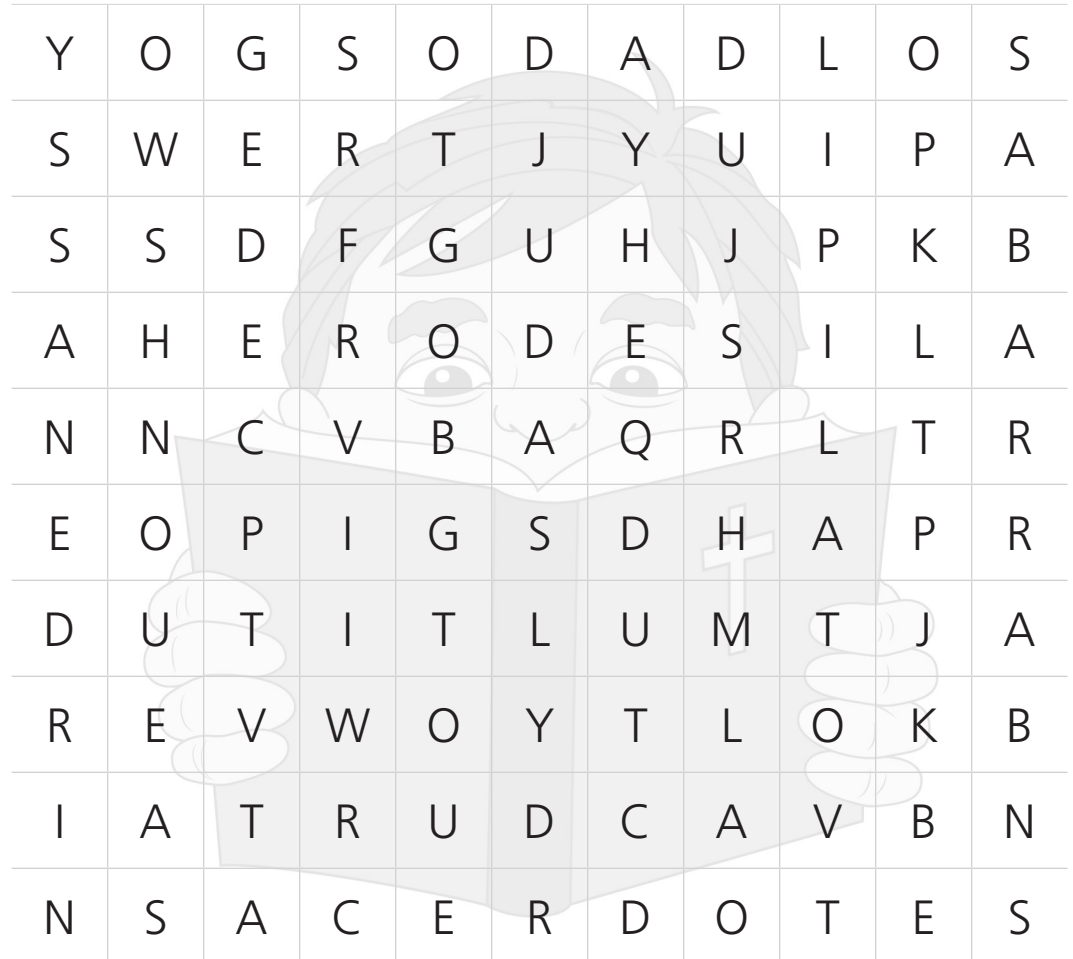 Y O G S O D A D L O S
S W E R T J Y U I P A
S S D F G U H J P K B
A H E R O D E S I L A
N N C V B A Q R L T R
E O P I G S D H A P R
D U T I T L U M T J A
R E V W O Y T L O K B
I A T R U D C A V B N
N S A C E R D O T E S